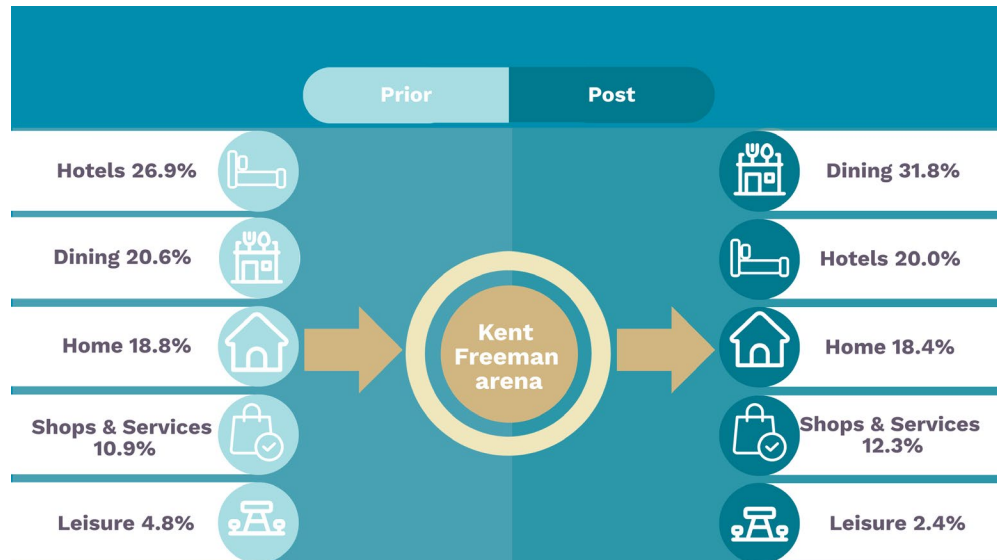 Prior
Post
Hotels 26.9%
Dining 20.6%
Home 18.8%
Shops & Services
10.9%
Leisure 4.8%
Kent
Freeman
arena
Dining 31.8%
Hotels 20.0%
Home 18.4%
Shops & Services
12.3%
Leisure 2.4%